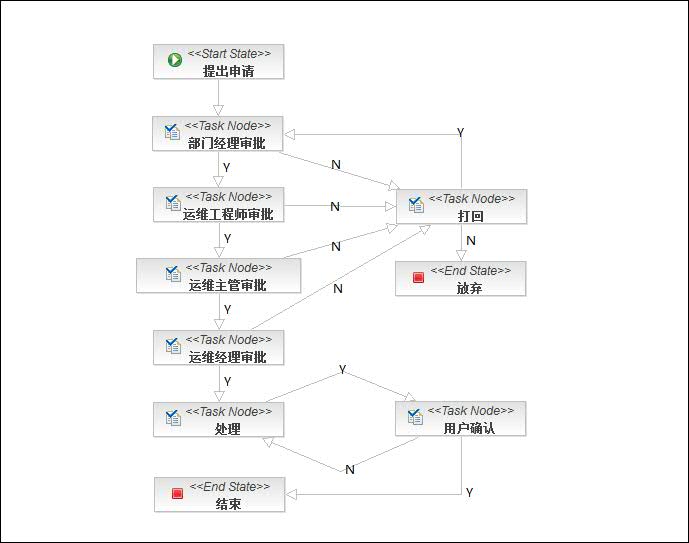 <<Start State>>
提出申请
<<Task Node>>
部门经理审批
Y
Y
N
<<Task Node>>
运维工程师审批
N
<<Task Node>>
打回
Y
N
N
<<Task Node>>
运维主管审批
<<End State>>
放弃
N
Y
<<Task Node>>
运维经理审批
Y
Y
<<Task Node>>
处理
<<Task Node>>
用户确认
N
Y
<<End State>>
结束